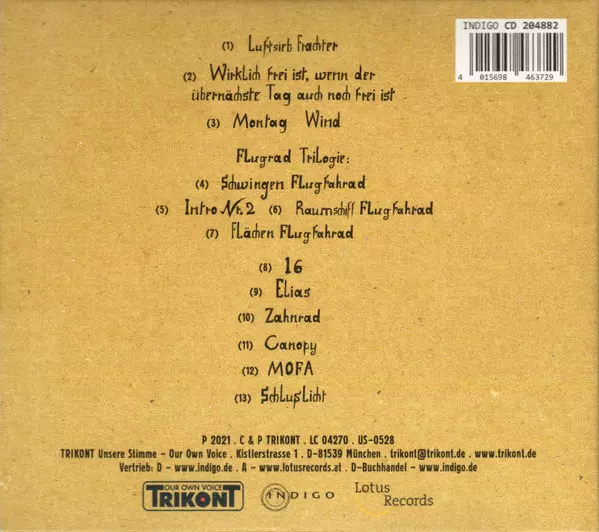 INDIGO CD 204882
4 015698 463729
(1) Luftsieb Frachter
(2) Wirklich frei ist, wenn der
übernächste Tag auch noch frei ist
(3) Montag Wind
Flugrad Trilogie:
(4) Schwingen Flugfahrad
(5) Intro Nr. 2 (6) Raumschiff Flugfahrad
(7) Flächen Flugfahrad
(8) 16
(9) Elias
(10) Zahnrad
(11) Canopy
(12) MOFA
(13) Schlußlicht
P 2021 . C & P TRIKONT . LC 04270 . US-0528
TRIKONT Unsere Stimme - Our Own Voice . Kistlerstrasse 1 . D-81539 München . trikont@trikont.de . www.trikont.de
Vertrieb: D - www.indigo.de . A - www.lotusrecords.at . D-Buchhandel - www.indigo.de
OUR OWN VOICE
TRIKONT
INDIGO
Lotus
Records